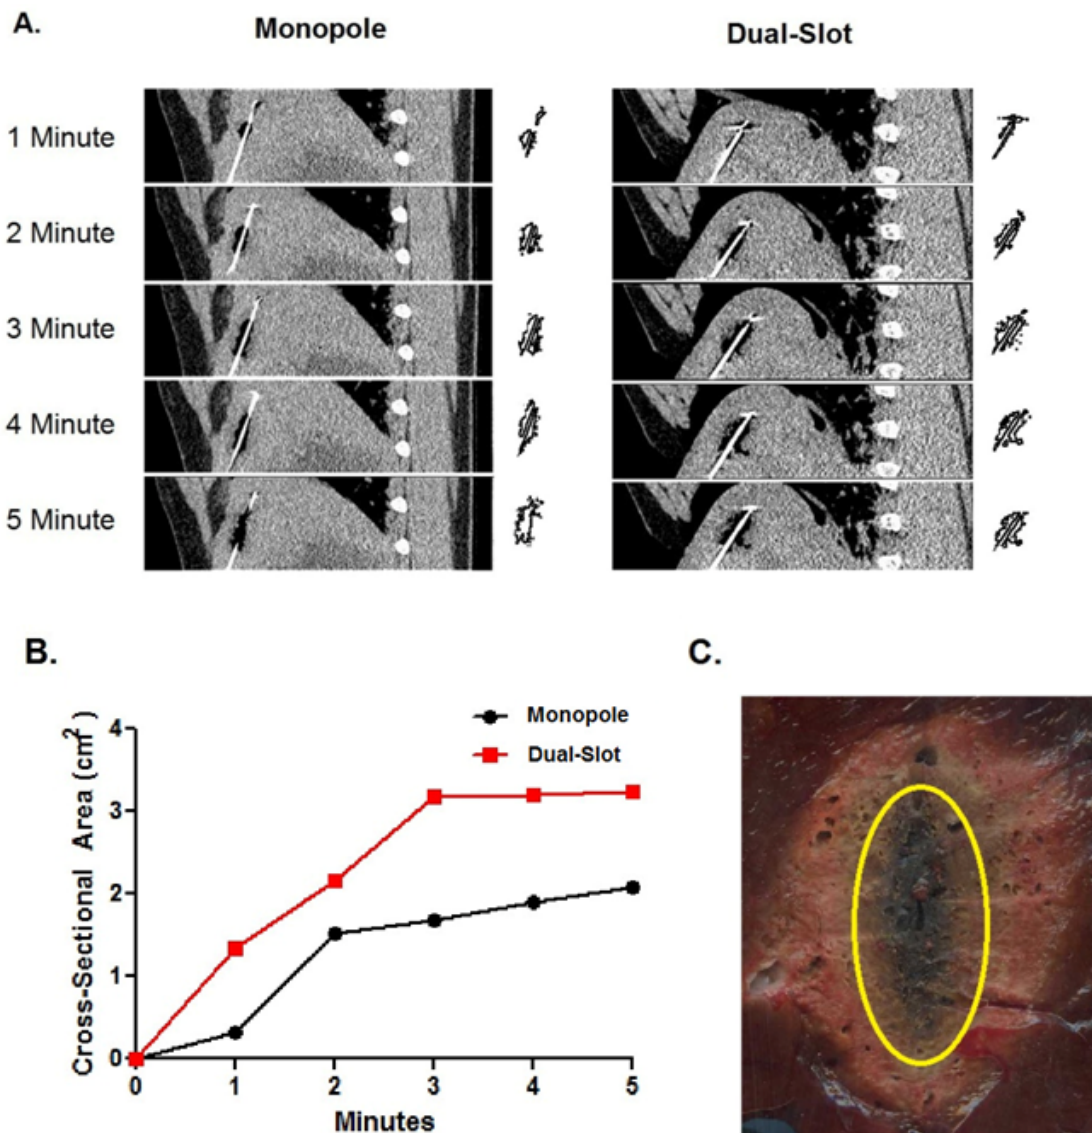 A.
Monopole
Dual-Slot
1 Minute
2 Minute
3 Minute
4 Minute
5 Minute
B.
C.
Monopole
Dual-Slot
Cross-Sectional Area (cm²)
4
3
2
1
0
0 1 2 3 4 5
Minutes